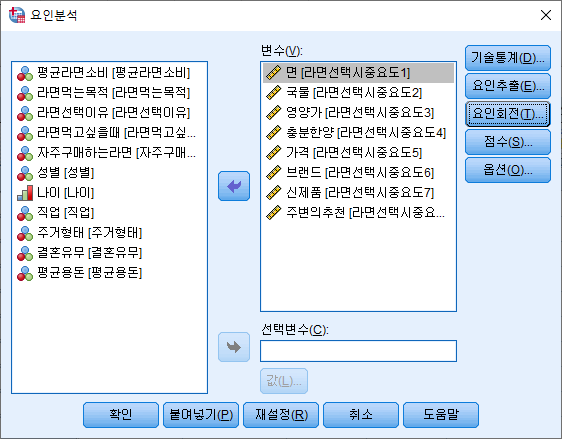 요인분석
평균라면소비 [평균라면소비]
라면먹는목적 [라면먹는목적]
라면선택이유 [라면선택이유]
라면먹고싶을때 [라면먹고싶...
자주구매하는라면 [자주구매...
성별 [성별]
나이 [나이]
직업 [직업]
주거형태 [주거형태]
결혼유무 [결혼유무]
평균용돈 [평균용돈]
변수(V):
면 [라면선택시중요도1]
국물 [라면선택시중요도2]
영양가 [라면선택시중요도3]
충분한양 [라면선택시중요도4]
가격 [라면선택시중요도5]
브랜드 [라면선택시중요도6]
신제품 [라면선택시중요도7]
주변의추천 [라면선택시중요...
선택변수(C):
값(L)...
기술통계(D)...
요인추출(E)...
요인회전(T)...
점수(S)...
옵션(O)...
확인
붙여넣기(P)
재설정(R)
취소
도움말